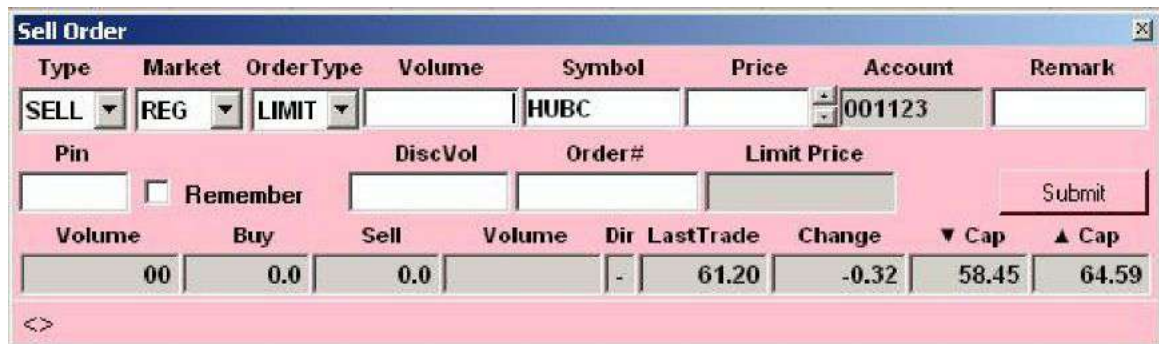 Sell Order
Type Market OrderType Volume Symbol Price Account Remark
SELL REG LIMIT HUBC 001123
Pin DiscVol Order# Limit Price
Remember Submit
Volume Buy Sell Volume Dir LastTrade Change ▼ Cap ▲ Cap
00 0.0 0.0 - 61.20 -0.32 58.45 64.59
<>